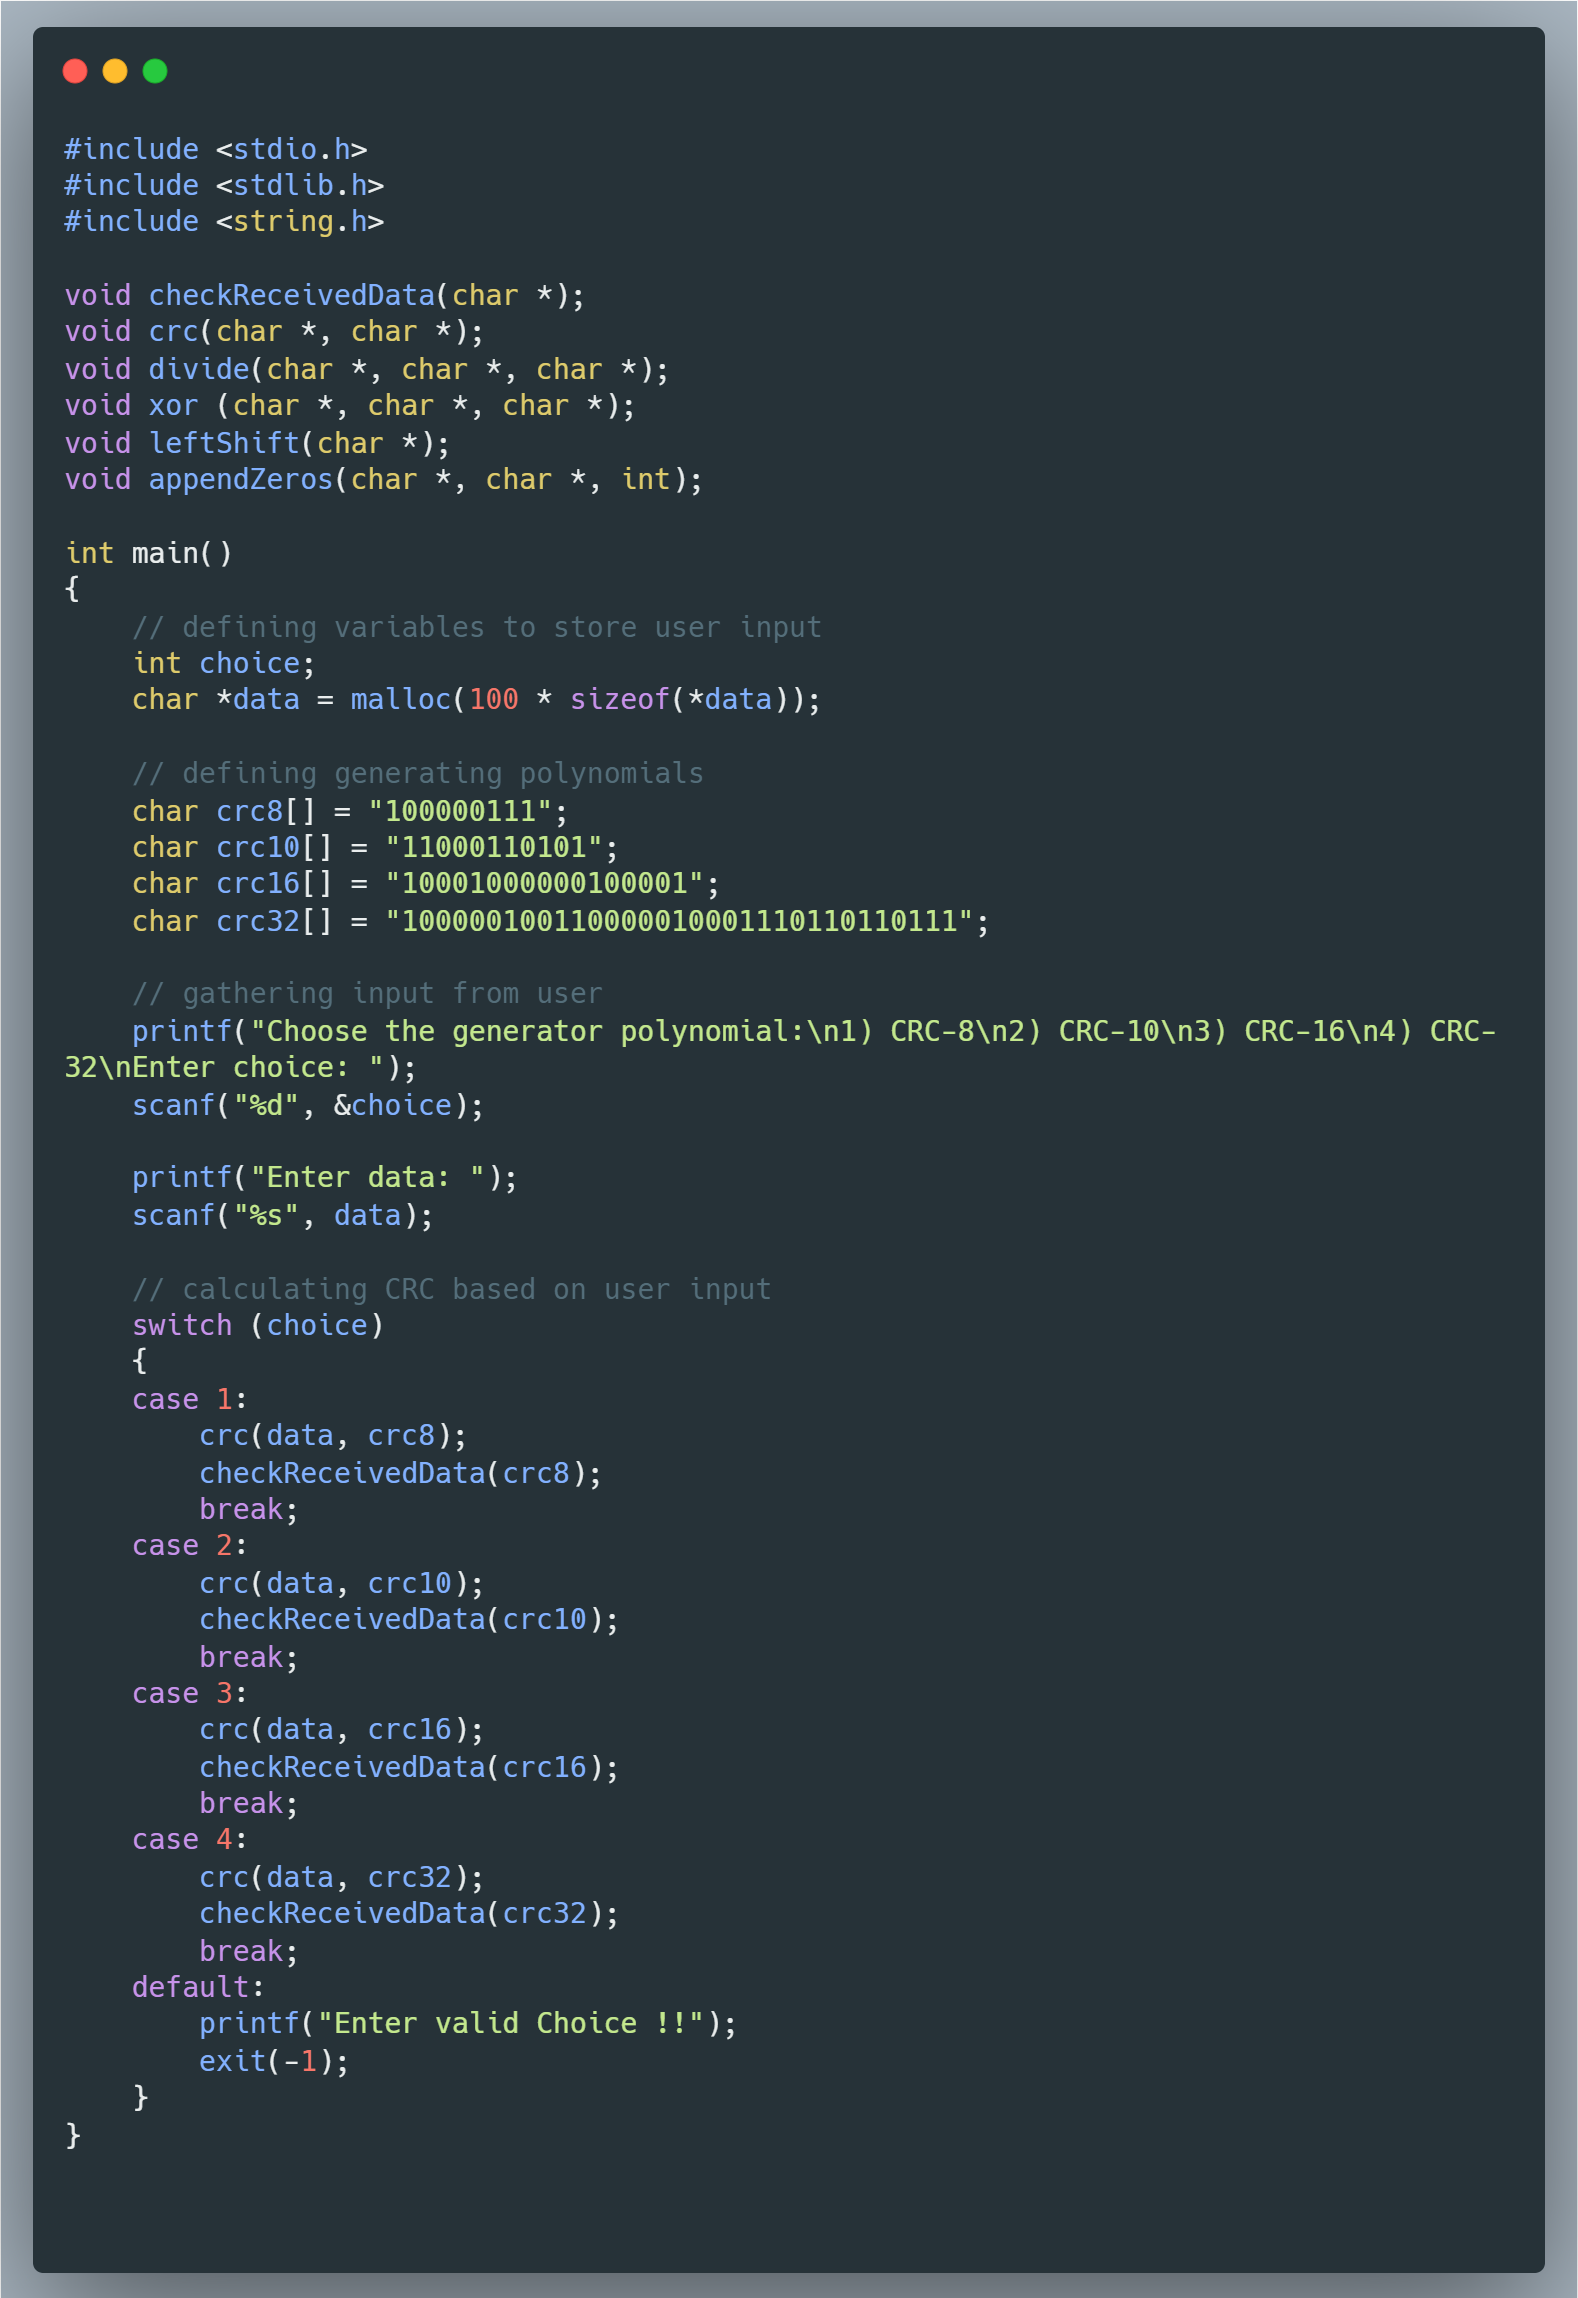 #include <stdio.h>
#include <stdlib.h>
#include <string.h>

void checkReceivedData(char *);
void crc(char *, char *);
void divide(char *, char *, char *);
void xor (char *, char *, char *);
void leftShift(char *);
void appendZeros(char *, char *, int);

int main()
{
    // defining variables to store user input
    int choice;
    char *data = malloc(100 * sizeof(*data));

    // defining generating polynomials
    char crc8[] = "100000111";
    char crc10[] = "11000110101";
    char crc16[] = "10001000000100001";
    char crc32[] = "100000100110000010001110110110111";

    // gathering input from user
    printf("Choose the generator polynomial:\n1) CRC-8\n2) CRC-10\n3) CRC-16\n4) CRC-
32\nEnter choice: ");
    scanf("%d", &choice);

    printf("Enter data: ");
    scanf("%s", data);

    // calculating CRC based on user input
    switch (choice)
    {
    case 1:
        crc(data, crc8);
        checkReceivedData(crc8);
        break;
    case 2:
        crc(data, crc10);
        checkReceivedData(crc10);
        break;
    case 3:
        crc(data, crc16);
        checkReceivedData(crc16);
        break;
    case 4:
        crc(data, crc32);
        checkReceivedData(crc32);
        break;
    default:
        printf("Enter valid Choice !!");
        exit(-1);
    }
}